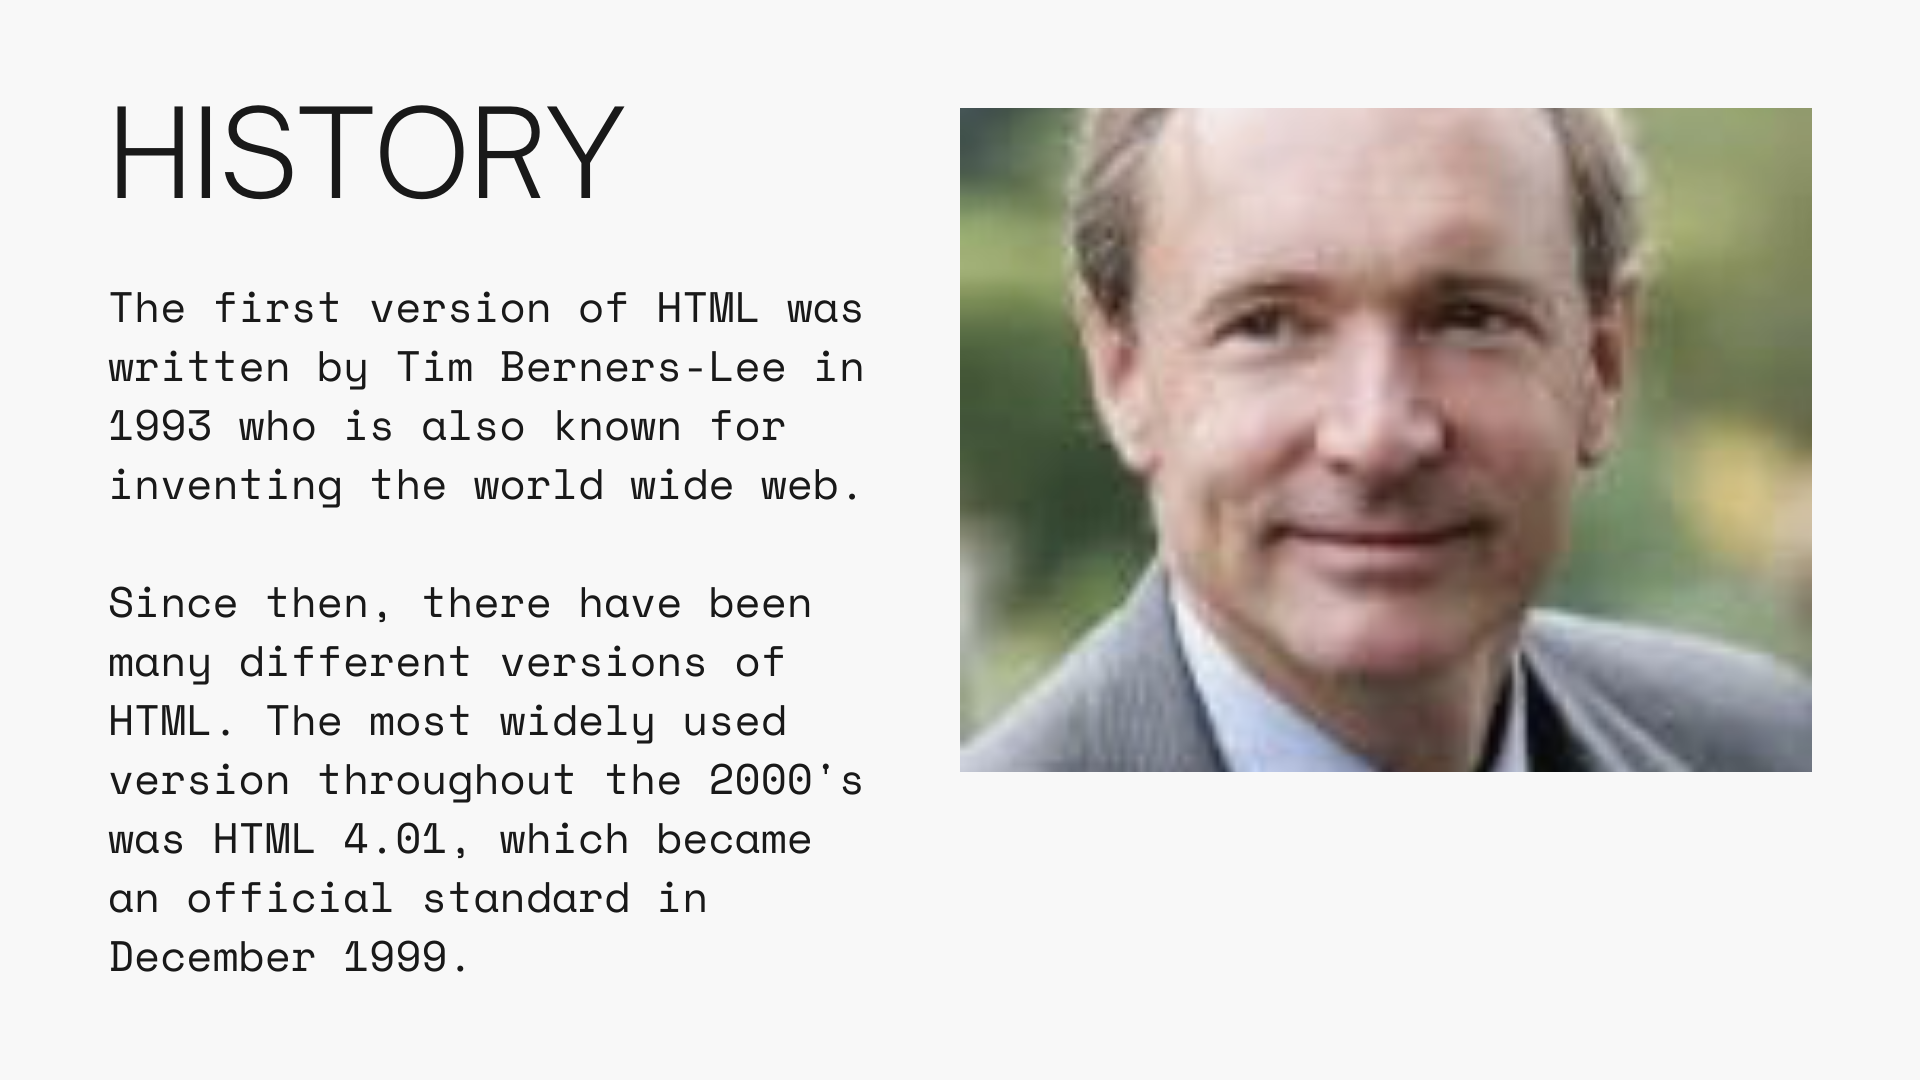 HISTORY
The first version of HTML was
written by Tim Berners-Lee in
1993 who is also known for
inventing the world wide web.
Since then, there have been
many different versions of
HTML. The most widely used
version throughout the 2000's
was HTML 4.01, which became
an official standard in
December 1999.